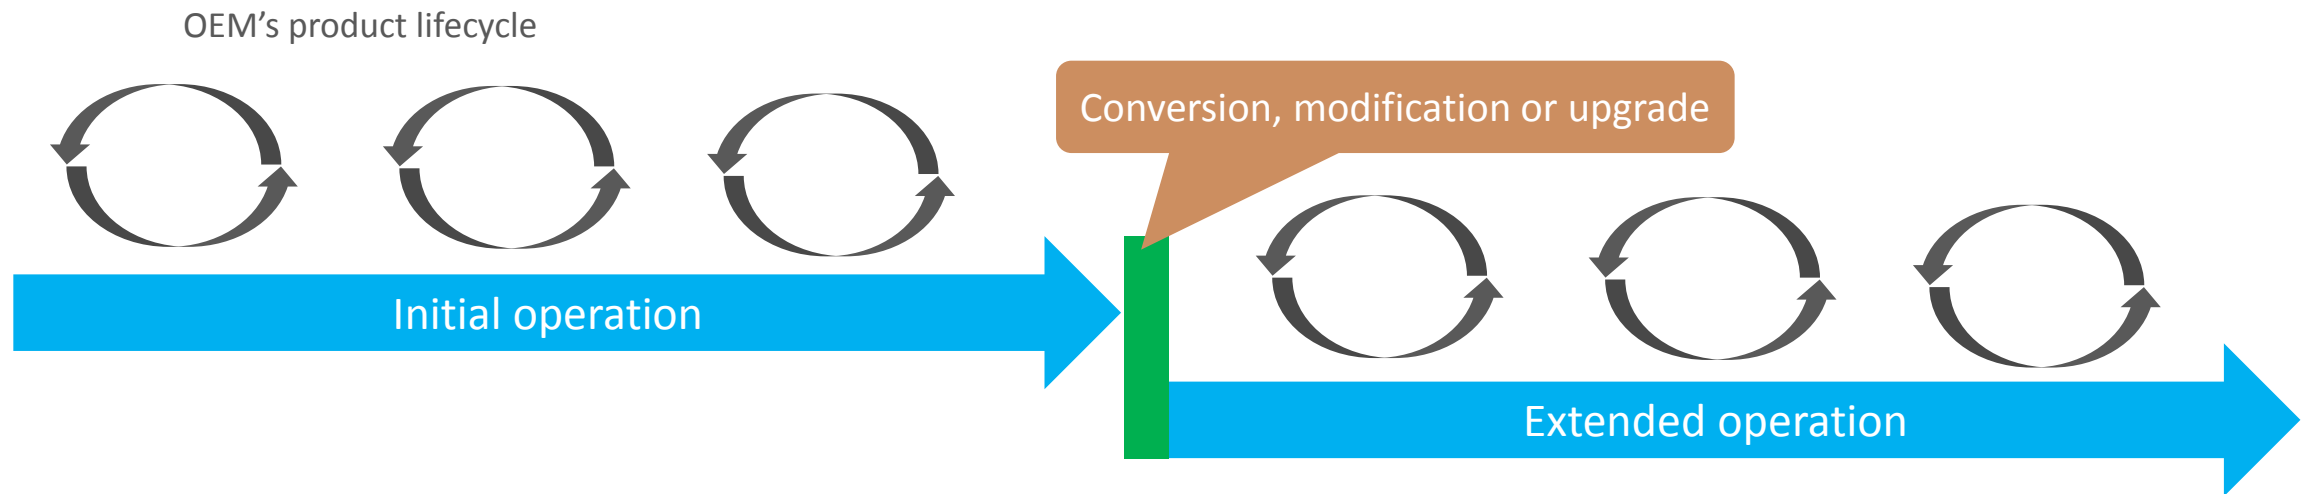 OEM’s product lifecycle
Conversion, modification or upgrade
Initial operation
Extended operation